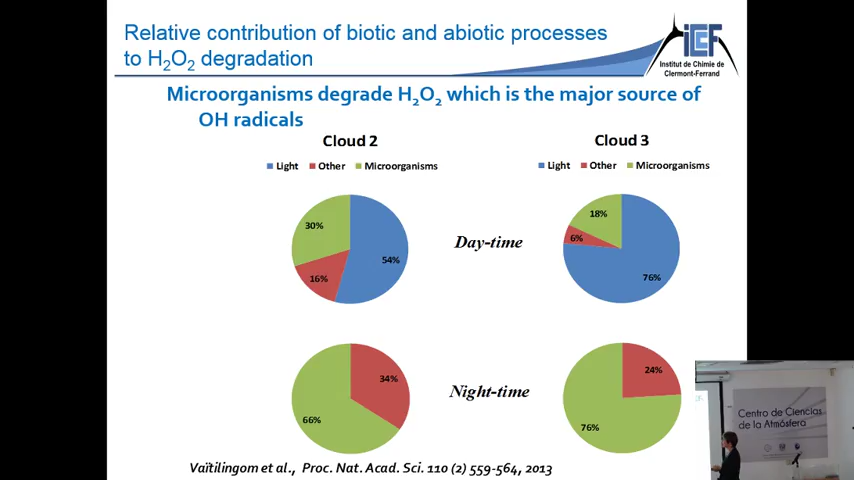 Relative contribution of biotic and abiotic processes
to H₂O₂ degradation
iCCF
Institut de Chimie de
Clermont-Ferrand
Microorganisms degrade H₂O₂ which is the major source of
OH radicals
Cloud 2
Cloud 3
Light Other Microorganisms
Light Other Microorganisms
30%
54%
16%
Day-time
18%
6%
76%
34%
66%
Night-time
24%
76%
Centro de Ciencias
de la Atmósfera
Vaïtilingom et al., Proc. Nat. Acad. Sci. 110 (2) 559-564, 2013